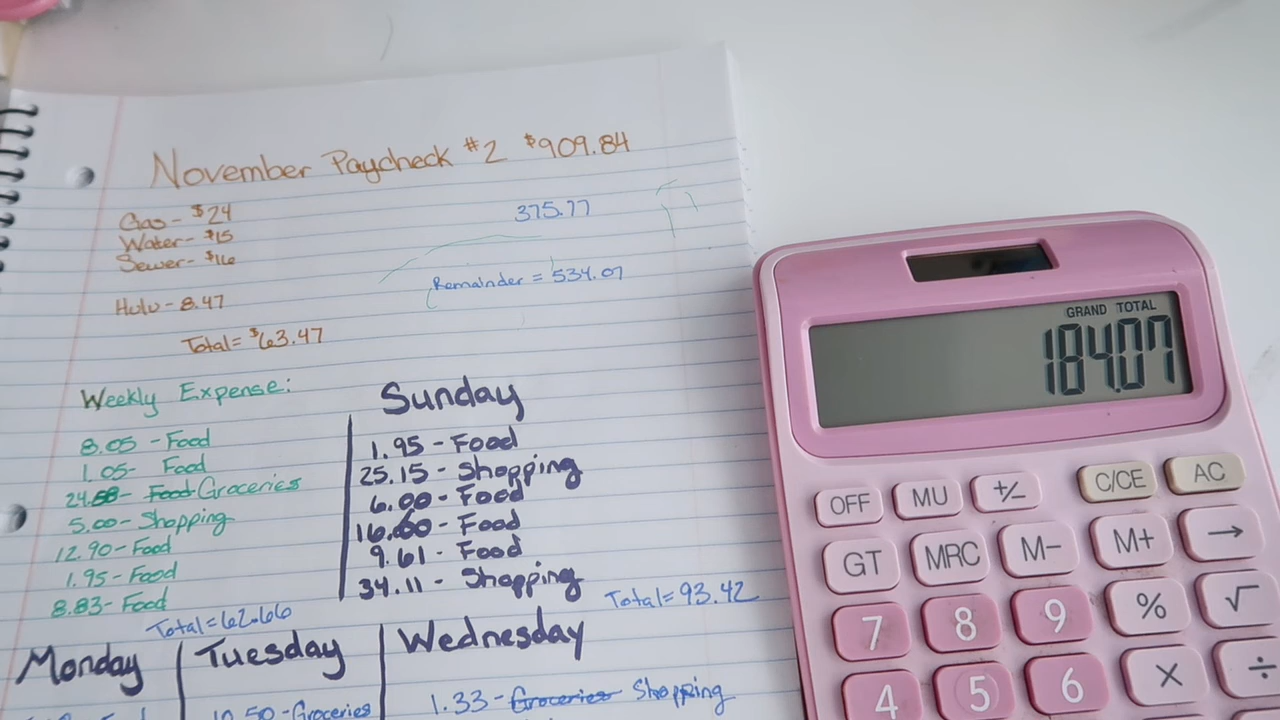 November Paycheck #2 $909.84
Gas - $24
Water - $15
Sewer - $16
375.77
Remainder = 534.07
Hulu - 8.47
Total = $63.47
Weekly Expense:
8.05 - Food
1.05 - Food
24.58 - Food Groceries
5.00 - Shopping
12.90 - Food
1.95 - Food
8.83 - Food
Total = 62.66
Sunday
1.95 - Food
25.15 - Shopping
6.00 - Food
16.60 - Food
9.61 - Food
34.11 - Shopping
Total = 93.42
Monday
Tuesday
10.50 - Groceries
Wednesday
1.33 - Groceries Shopping
GRAND TOTAL
184.07
OFF MU +/- C/CE AC
GT MRC M- M+ →
7 8 9 % √
4 5 6 × ÷